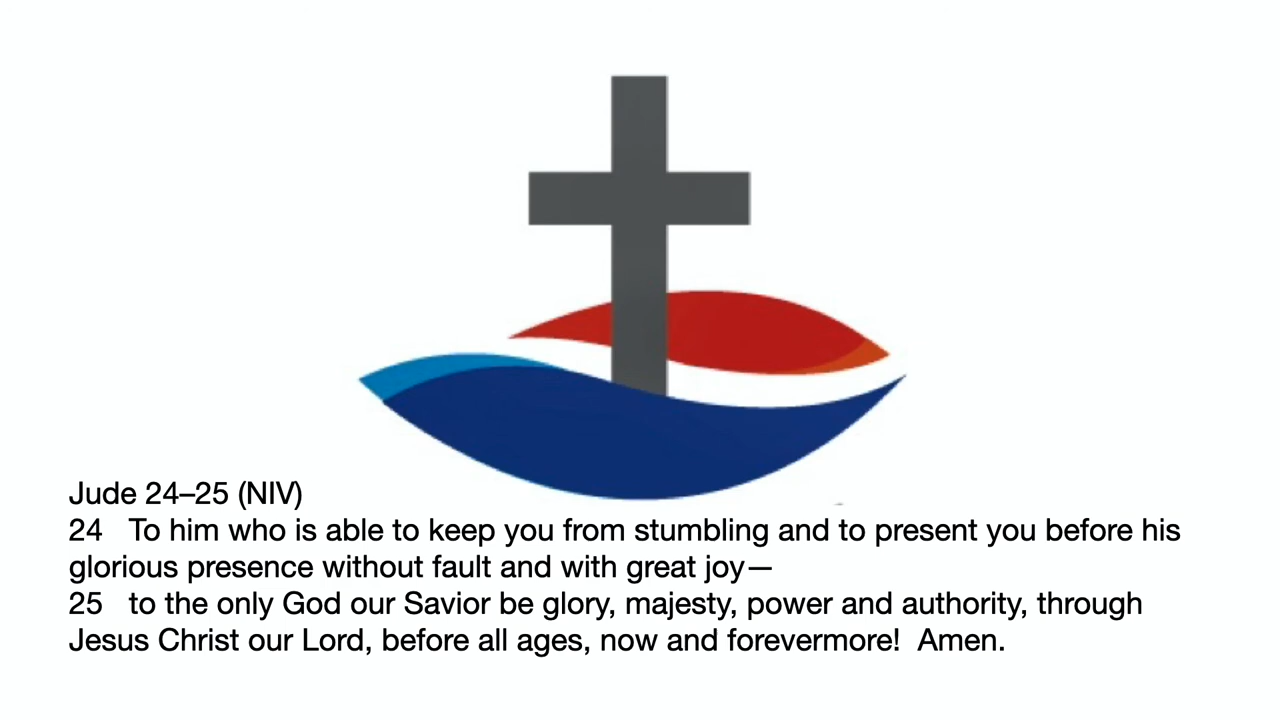 Jude 24–25 (NIV)
24 To him who is able to keep you from stumbling and to present you before his
glorious presence without fault and with great joy—
25 to the only God our Savior be glory, majesty, power and authority, through
Jesus Christ our Lord, before all ages, now and forevermore!  Amen.